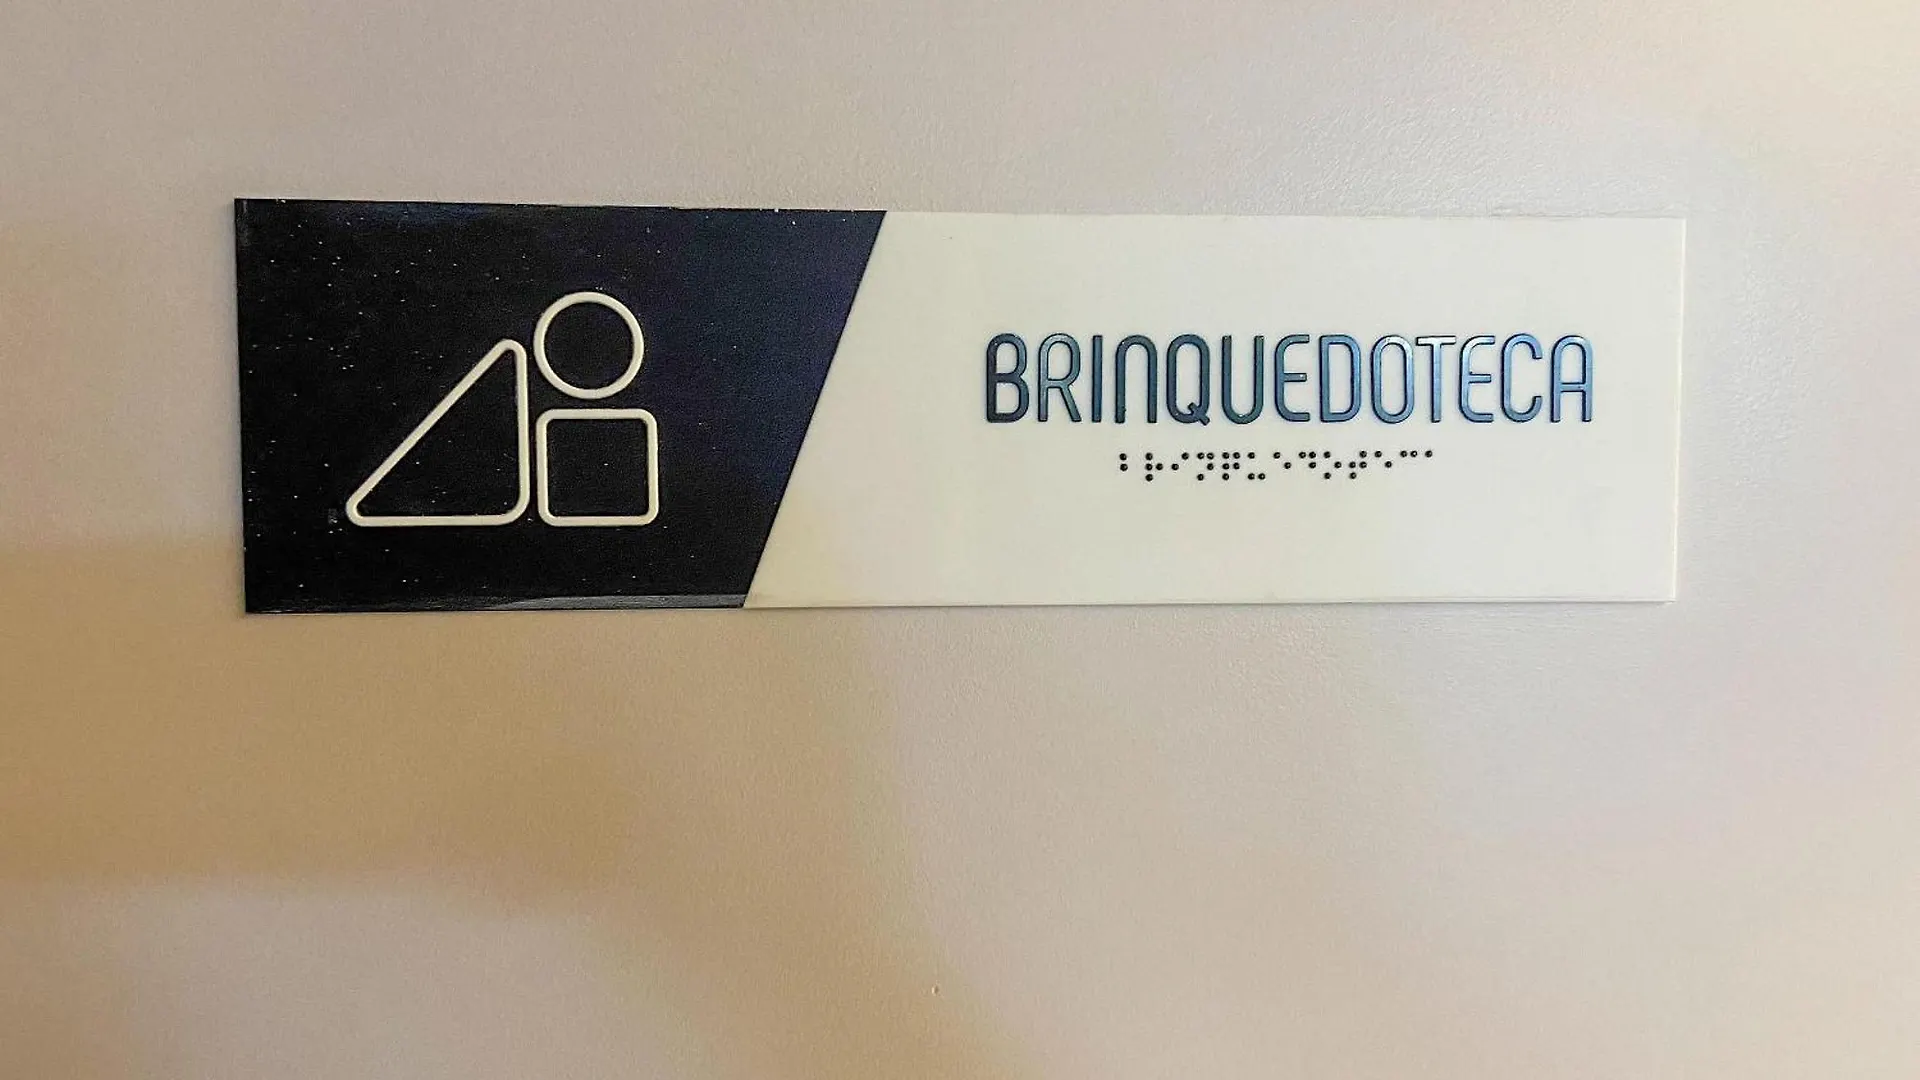 BRINQUEDOTECA
⠃⠗⠊⠝⠟⠥⠑⠙⠕⠞⠑⠉⠁